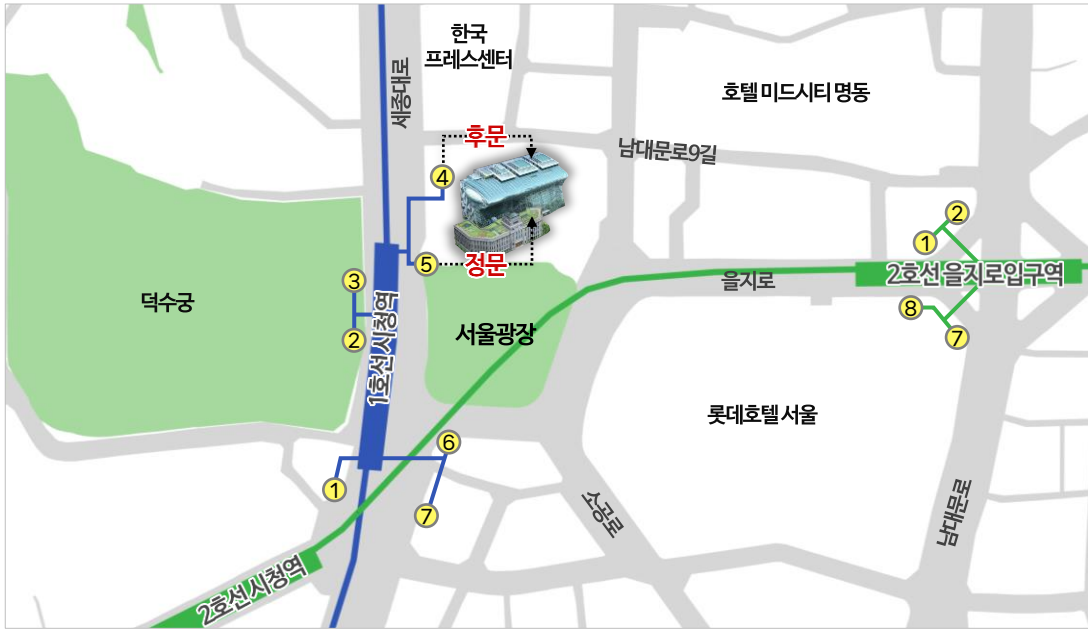 한국
프레스센터
세종대로
호텔 미드시티 명동
후문
남대문로9길
4
2
1
5
정문
2호선 을지로입구역
을지로
3
덕수궁
2
1호선 시청역
서울광장
8
7
롯데호텔 서울
6
1
7
소공로
남대문로
2호선 시청역